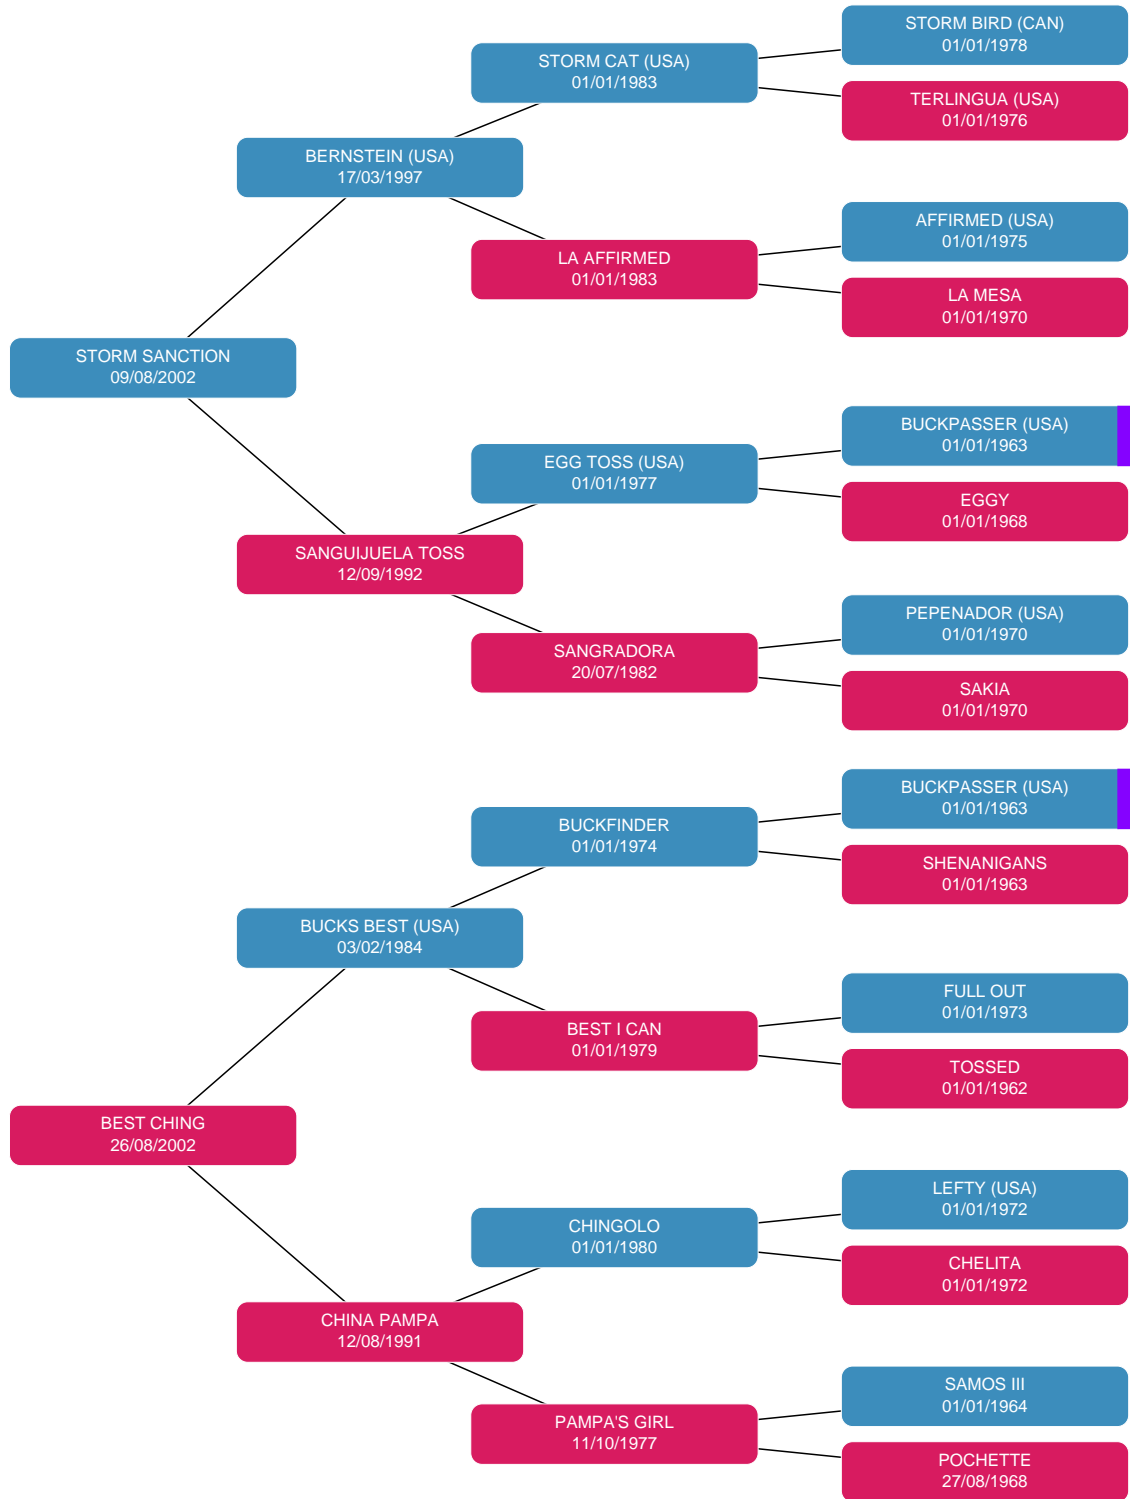 STORM BIRD (CAN)
01/01/1978
STORM CAT (USA)
01/01/1983
TERLINGUA (USA)
01/01/1976
BERNSTEIN (USA)
17/03/1997
AFFIRMED (USA)
01/01/1975
LA AFFIRMED
01/01/1983
LA MESA
01/01/1970
STORM SANCTION
09/08/2002
BUCKPASSER (USA)
01/01/1963
EGG TOSS (USA)
01/01/1977
EGGY
01/01/1968
SANGUIJUELA TOSS
12/09/1992
PEPENADOR (USA)
01/01/1970
SANGRADORA
20/07/1982
SAKIA
01/01/1970
BUCKPASSER (USA)
01/01/1963
BUCKFINDER
01/01/1974
SHENANIGANS
01/01/1963
BUCKS BEST (USA)
03/02/1984
FULL OUT
01/01/1973
BEST I CAN
01/01/1979
TOSSED
01/01/1962
BEST CHING
26/08/2002
LEFTY (USA)
01/01/1972
CHINGOLO
01/01/1980
CHELITA
01/01/1972
CHINA PAMPA
12/08/1991
SAMOS III
01/01/1964
PAMPA'S GIRL
11/10/1977
POCHETTE
27/08/1968